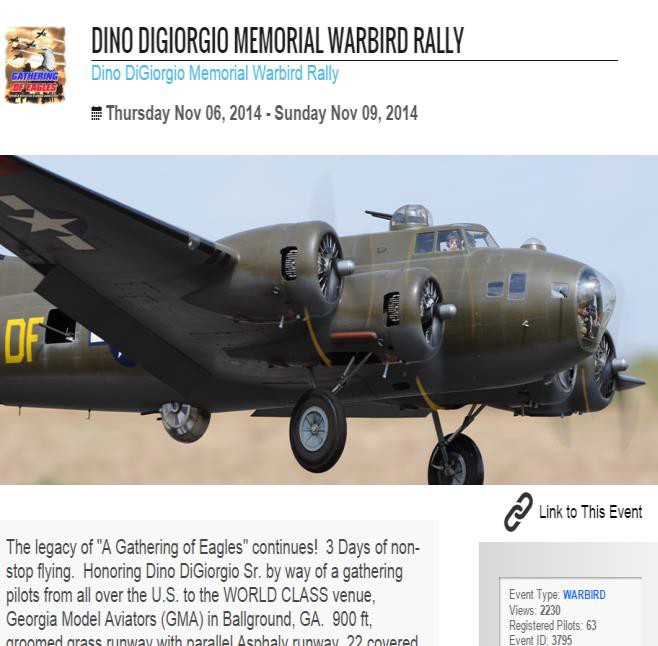 DINO DIGIORGIO MEMORIAL WARBIRD RALLY
GATHERING
OF EAGLES
Dino DiGiorgio Memorial Warbird Rally
Thursday Nov 06, 2014 - Sunday Nov 09, 2014
DF
Link to This Event
The legacy of "A Gathering of Eagles" continues!  3 Days of non-
stop flying.  Honoring Dino DiGiorgio Sr. by way of a gathering
pilots from all over the U.S. to the WORLD CLASS venue,
Georgia Model Aviators (GMA) in Ballground, GA.  900 ft,
groomed grass runway with parallel Asphaly runway. 22 covered
Event Type: WARBIRD
Views: 2230
Registered Pilots: 63
Event ID: 3795